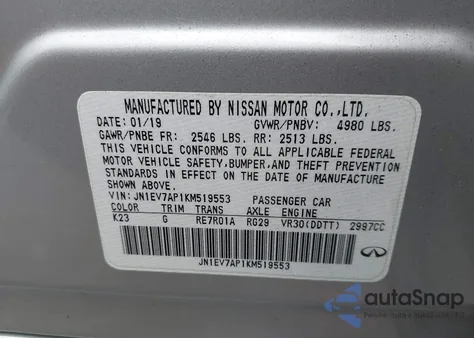 MANUFACTURED BY NISSAN MOTOR CO.,LTD.
DATE: 01/19 GVWR/PNBV: 4980 LBS.
GAWR/PNBE FR: 2546 LBS. RR: 2513 LBS.
THIS VEHICLE CONFORMS TO ALL APPLICABLE FEDERAL
MOTOR VEHICLE SAFETY,BUMPER,AND THEFT PREVENTION
STANDARDS IN EFFECT ON THE DATE OF MANUFACTURE
SHOWN ABOVE.
VIN: JN1EV7AP1KM519553 PASSENGER CAR
COLOR TRIM TRANS AXLE ENGINE
K23 G RE7R01A RG29 VR30(DDTT) 2997CC
JN1EV7AP1KM519553
autoSnap